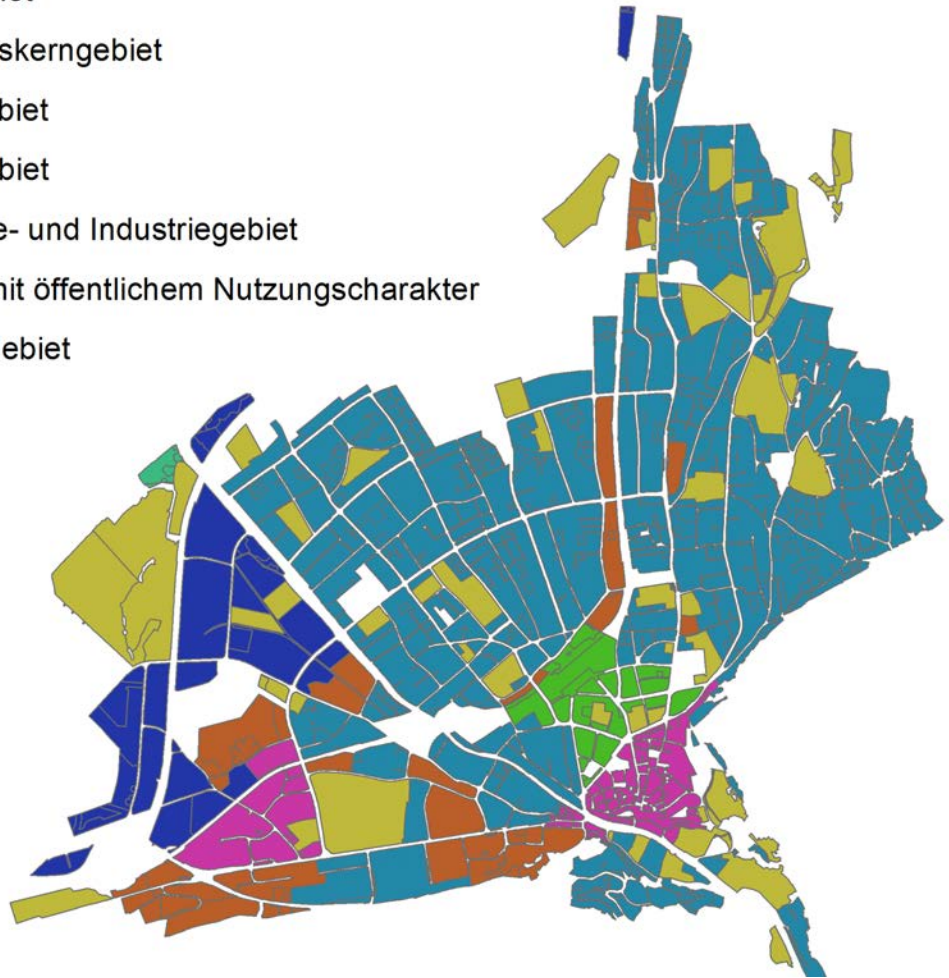 skerngebiet
biet
biet
e- und Industriegebiet
nit öffentlichem Nutzungscharakter
ebiet